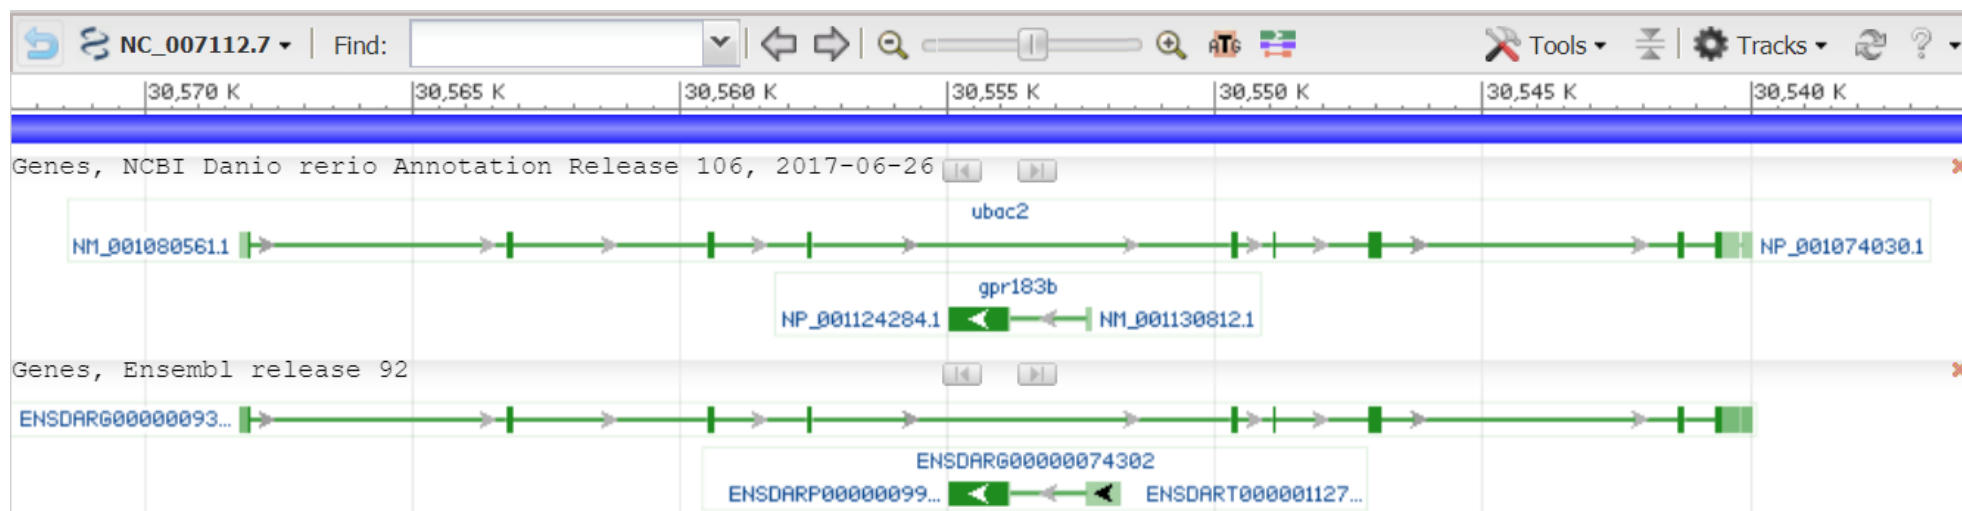 NC_007112.7 Find: ATG Tools Tracks ?
30,570 K 30,565 K 30,560 K 30,555 K 30,550 K 30,545 K 30,540 K
Genes, NCBI Danio rerio Annotation Release 106, 2017-06-26
ubac2
NM_001080561.1 NP_001074030.1
gpr183b
NP_001124284.1 NM_001130812.1
Genes, Ensembl release 92
ENSDARG00000093...
ENSDARG00000074302
ENSDARP00000099... ENSDART000001127...